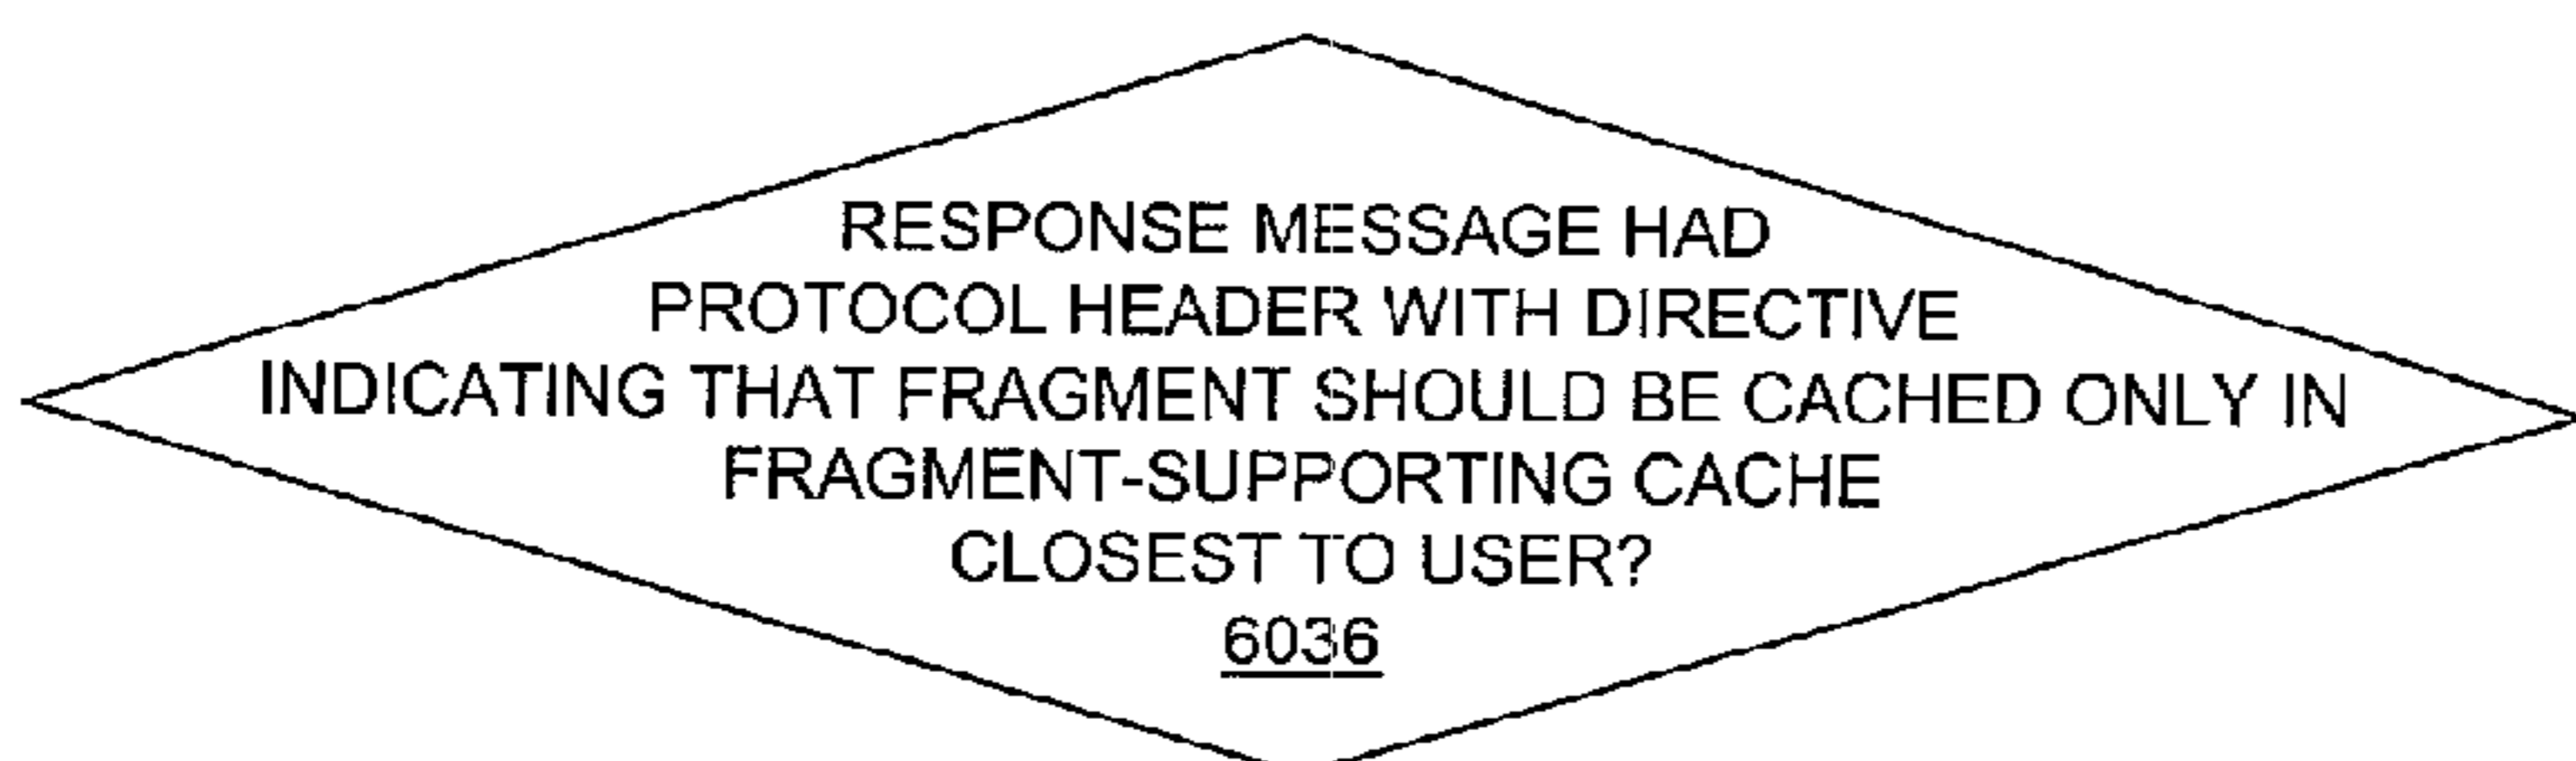 RESPONSE MESSAGE HAD
PROTOCOL HEADER WITH DIRECTIVE
INDICATING THAT FRAGMENT SHOULD BE CACHED ONLY IN
FRAGMENT-SUPPORTING CACHE
CLOSEST TO USER?
6036